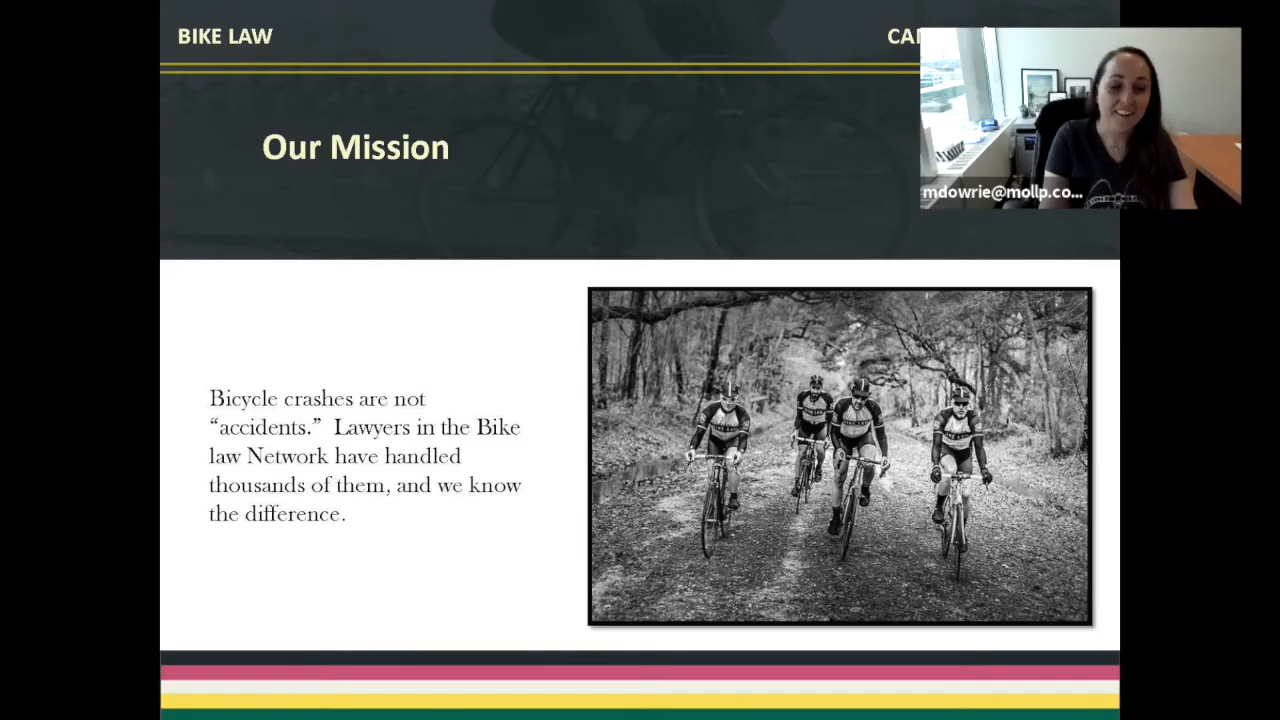 BIKE LAW
Our Mission
mdowrie@mollp.co...
Bicycle crashes are not
“accidents.”  Lawyers in the Bike
law Network have handled
thousands of them, and we know
the difference.